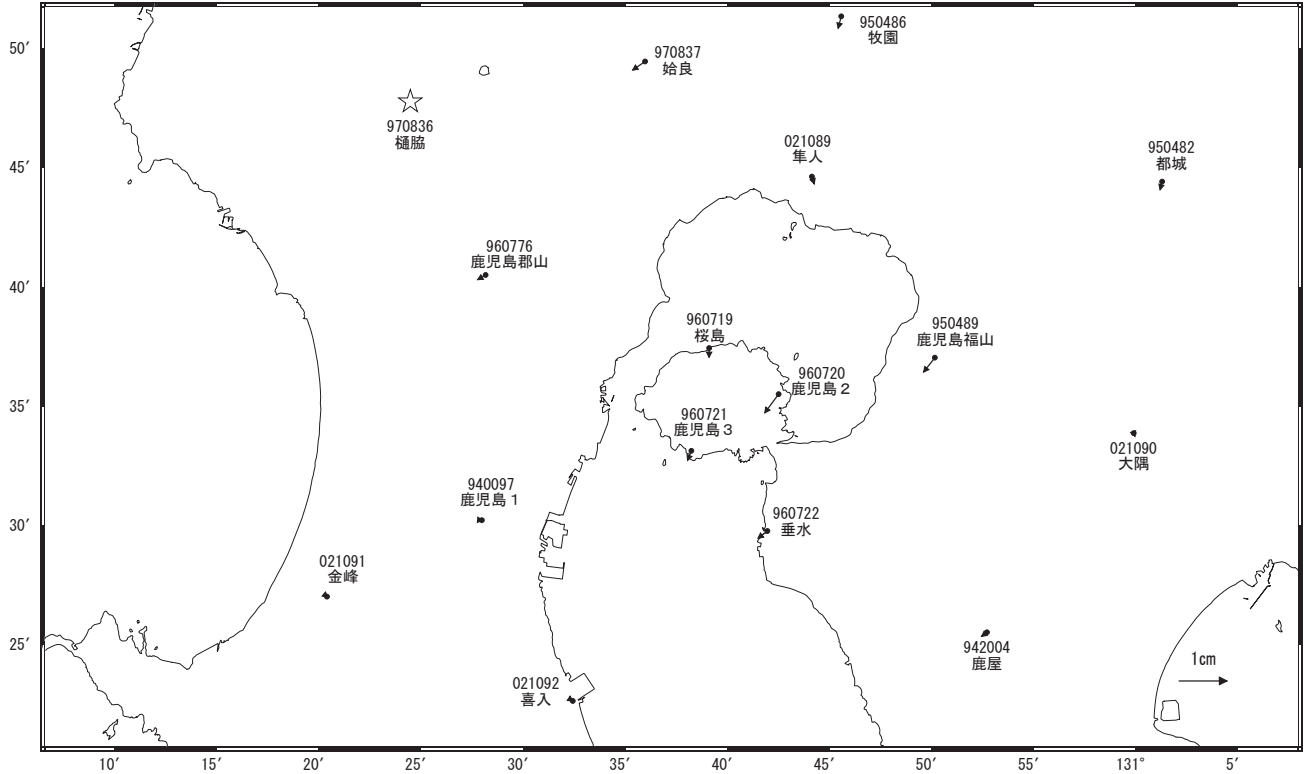 50′
45′
40′
35′
30′
25′
950486
牧園
970837
姶良
970836
樋脇
021089
隼人
950482
都城
960776
鹿児島郡山
960719
桜島
950489
鹿児島福山
960720
鹿児島２
960721
鹿児島３
021090
大隅
940097
鹿児島１
960722
垂水
021091
金峰
942004
鹿屋
1cm
021092
喜入
10′ 15′ 20′ 25′ 30′ 35′ 40′ 45′ 50′ 55′ 131° 5′